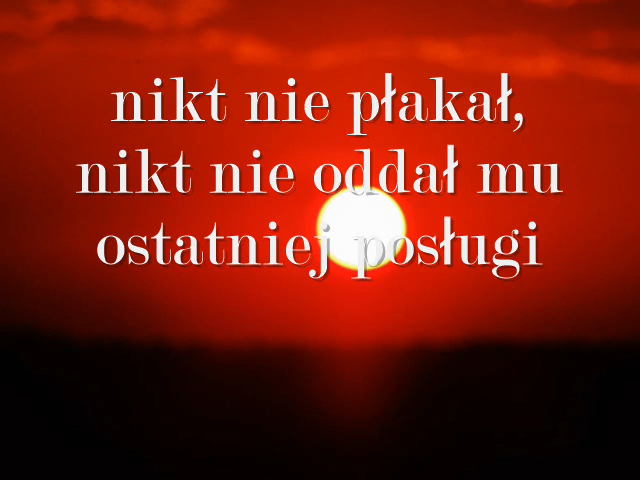 nikt nie płakał,
nikt nie oddał mu
ostatniej posługi